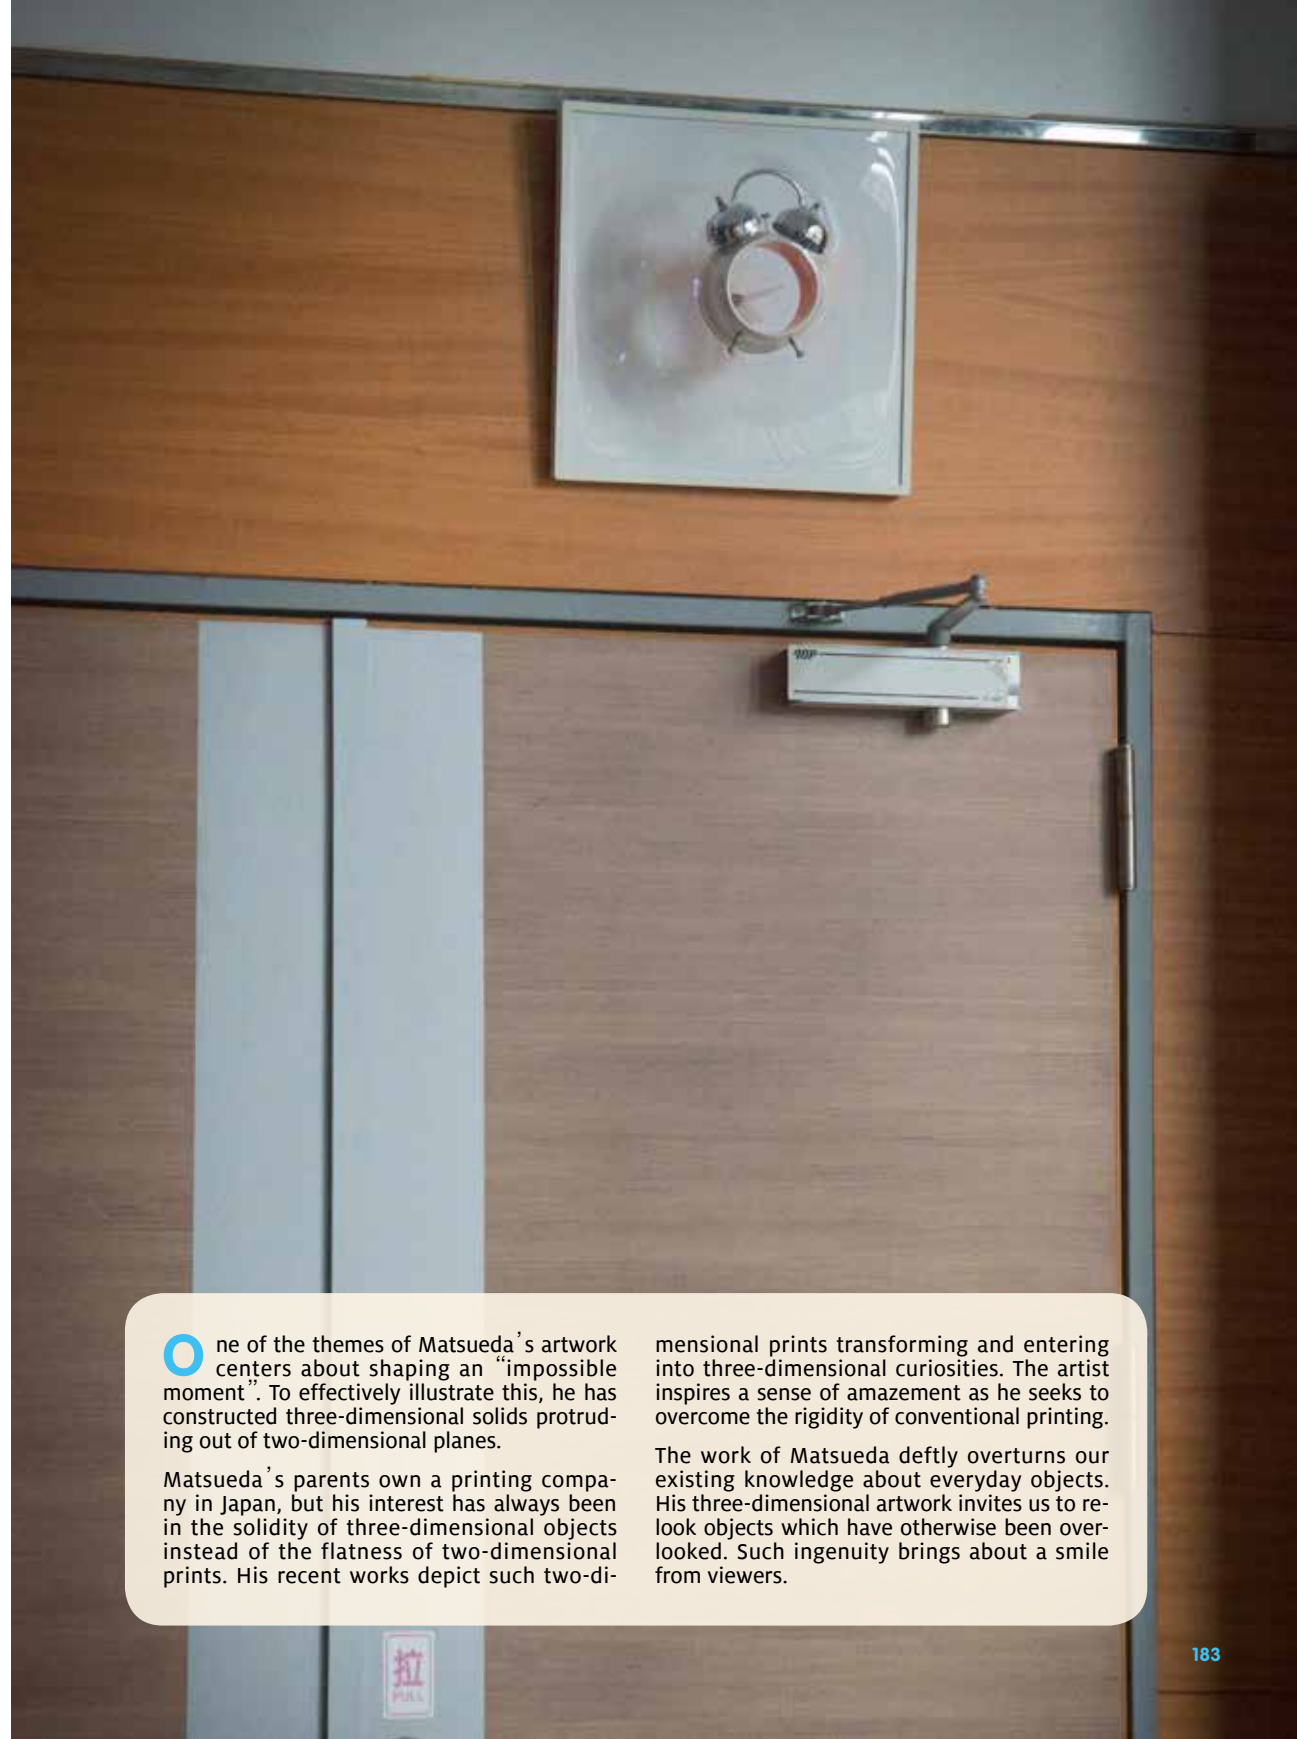 One of the themes of Matsueda’s artwork
centers about shaping an “impossible
moment”. To effectively illustrate this, he has
constructed three-dimensional solids protrud-
ing out of two-dimensional planes.
Matsueda’s parents own a printing compa-
ny in Japan, but his interest has always been
in the solidity of three-dimensional objects
instead of the flatness of two-dimensional
prints. His recent works depict such two-di-
mensional prints transforming and entering
into three-dimensional curiosities. The artist
inspires a sense of amazement as he seeks to
overcome the rigidity of conventional printing.
The work of Matsueda deftly overturns our
existing knowledge about everyday objects.
His three-dimensional artwork invites us to re-
look objects which have otherwise been over-
looked. Such ingenuity brings about a smile
from viewers.
拉
PULL
183